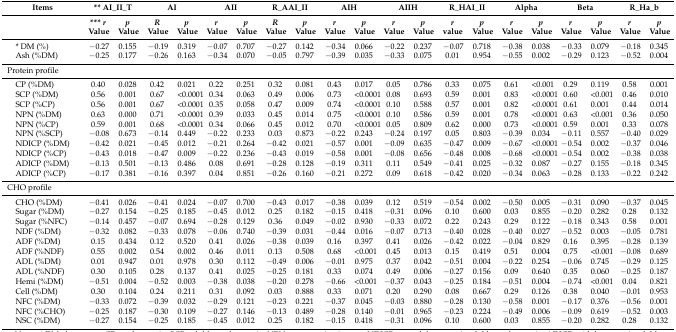 Items ** AI_II_T AI AII R_AAI_II AIH AIIH R_HAI_II Alpha Beta R_Ha_b
*** r Value p Value R Value p Value r Value p Value R Value p Value r Value p Value r Value p Value r value p Value r Value p Value r Value p Value r Value p Value
* DM (%) −0.27 0.155 −0.19 0.319 −0.07 0.707 −0.27 0.142 −0.34 0.066 −0.22 0.237 −0.07 0.718 −0.38 0.038 −0.33 0.079 −0.18 0.345
Ash (%DM) −0.25 0.177 −0.26 0.163 −0.34 0.070 −0.05 0.797 −0.39 0.035 −0.33 0.075 0.01 0.954 −0.55 0.002 −0.29 0.123 −0.52 0.004
Protein profile
CP (%DM) 0.40 0.028 0.42 0.021 0.22 0.251 0.32 0.081 0.43 0.017 0.05 0.786 0.33 0.075 0.61 <0.001 0.29 0.119 0.58 0.001
SCP (%DM) 0.56 0.001 0.67 <0.0001 0.34 0.063 0.49 0.006 0.73 <0.0001 0.08 0.693 0.59 0.001 0.83 <0.0001 0.60 <0.001 0.46 0.010
SCP (%CP) 0.56 0.001 0.67 <0.0001 0.35 0.058 0.47 0.009 0.74 <0.0001 0.10 0.588 0.57 0.001 0.82 <0.0001 0.61 0.001 0.44 0.014
NPN (%DM) 0.63 0.000 0.71 <0.0001 0.39 0.033 0.45 0.014 0.75 <0.0001 0.10 0.586 0.59 0.001 0.78 <0.0001 0.63 <0.001 0.36 0.050
NPN (%CP) 0.59 0.001 0.68 <0.0001 0.34 0.066 0.45 0.012 0.70 <0.0001 0.05 0.809 0.62 0.000 0.73 <0.0001 0.59 0.001 0.33 0.078
NPN (%SCP) −0.08 0.673 −0.14 0.449 −0.22 0.233 0.03 0.873 −0.22 0.243 −0.24 0.197 0.05 0.803 −0.39 0.034 −0.11 0.557 −0.40 0.029
NDICP (%DM) −0.42 0.021 −0.45 0.012 −0.21 0.264 −0.42 0.021 −0.57 0.001 −0.09 0.635 −0.47 0.009 −0.67 <0.0001 −0.54 0.002 −0.37 0.046
NDICP (%CP) −0.43 0.018 −0.47 0.009 −0.22 0.236 −0.43 0.019 −0.58 0.001 −0.08 0.656 −0.48 0.008 −0.68 <0.0001 −0.54 0.002 −0.38 0.038
ADICP (%DM) −0.13 0.501 −0.13 0.486 0.08 0.691 −0.28 0.128 −0.19 0.311 0.11 0.549 −0.41 0.025 −0.32 0.087 −0.27 0.155 −0.18 0.345
ADICP (%CP) −0.17 0.381 −0.16 0.397 0.04 0.851 −0.26 0.160 −0.21 0.272 0.09 0.618 −0.42 0.020 −0.34 0.063 −0.28 0.133 −0.22 0.242
CHO profile
CHO (%DM) −0.41 0.026 −0.41 0.024 −0.07 0.700 −0.43 0.017 −0.38 0.039 0.12 0.519 −0.54 0.002 −0.50 0.005 −0.31 0.090 −0.37 0.045
Sugar (%DM) −0.27 0.154 −0.25 0.185 −0.45 0.012 0.25 0.182 −0.15 0.418 −0.31 0.096 0.10 0.600 0.03 0.855 −0.20 0.282 0.28 0.132
Sugar (%NFC) −0.14 0.457 −0.07 0.694 −0.28 0.129 0.36 0.049 −0.02 0.930 −0.33 0.072 0.22 0.243 0.29 0.122 −0.18 0.343 0.58 0.001
NDF (%DM) −0.32 0.082 −0.33 0.078 −0.06 0.740 −0.39 0.031 −0.44 0.016 −0.07 0.713 −0.40 0.028 −0.40 0.027 −0.52 0.003 −0.05 0.781
ADF (%DM) 0.15 0.434 0.12 0.520 0.41 0.026 −0.38 0.039 0.16 0.397 0.41 0.026 −0.42 0.022 −0.04 0.829 0.16 0.395 −0.28 0.139
ADF (%NDF) 0.55 0.002 0.54 0.002 0.46 0.011 0.13 0.508 0.68 <0.001 0.45 0.013 0.15 0.419 0.51 0.004 0.75 <0.001 −0.08 0.689
ADL (%DM) 0.01 0.947 0.01 0.978 0.30 0.112 −0.49 0.006 −0.01 0.975 0.37 0.042 −0.51 0.004 −0.22 0.254 −0.06 0.745 −0.29 0.125
ADL (%NDF) 0.30 0.105 0.28 0.137 0.41 0.025 −0.25 0.181 0.33 0.074 0.49 0.006 −0.27 0.156 0.09 0.640 0.35 0.060 −0.25 0.187
Hemi (%DM) −0.51 0.004 −0.52 0.003 −0.38 0.038 −0.20 0.278 −0.66 <0.001 −0.37 0.043 −0.25 0.184 −0.51 0.004 −0.74 <0.001 0.04 0.821
Cell (%DM) 0.30 0.104 0.24 0.211 0.31 0.092 0.03 0.888 0.33 0.071 0.20 0.290 0.08 0.667 0.29 0.126 0.38 0.040 −0.01 0.953
NFC (%DM) −0.33 0.072 −0.39 0.032 −0.29 0.121 −0.23 0.221 −0.37 0.045 −0.03 0.880 −0.28 0.130 −0.58 0.001 −0.17 0.376 −0.56 0.001
NFC (%CHO) −0.25 0.187 −0.30 0.109 −0.27 0.146 −0.13 0.489 −0.28 0.140 −0.01 0.965 −0.23 0.224 −0.49 0.006 −0.09 0.619 −0.52 0.003
NSC (%DM) −0.27 0.154 −0.25 0.185 −0.45 0.012 0.25 0.182 −0.15 0.418 −0.31 0.096 0.10 0.600 0.03 0.855 −0.20 0.282 0.28 0.132